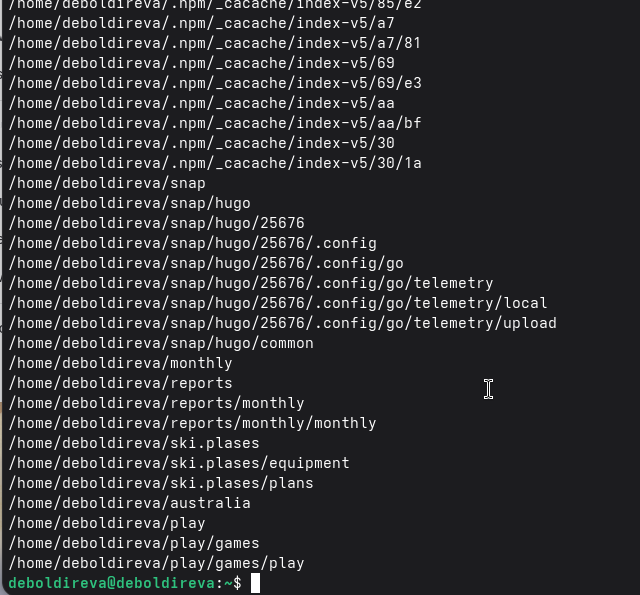 /home/deboldireva/.npm/_cacache/index-v5/85/e2
/home/deboldireva/.npm/_cacache/index-v5/a7
/home/deboldireva/.npm/_cacache/index-v5/a7/81
/home/deboldireva/.npm/_cacache/index-v5/69
/home/deboldireva/.npm/_cacache/index-v5/69/e3
/home/deboldireva/.npm/_cacache/index-v5/aa
/home/deboldireva/.npm/_cacache/index-v5/aa/bf
/home/deboldireva/.npm/_cacache/index-v5/30
/home/deboldireva/.npm/_cacache/index-v5/30/1a
/home/deboldireva/snap
/home/deboldireva/snap/hugo
/home/deboldireva/snap/hugo/25676
/home/deboldireva/snap/hugo/25676/.config
/home/deboldireva/snap/hugo/25676/.config/go
/home/deboldireva/snap/hugo/25676/.config/go/telemetry
/home/deboldireva/snap/hugo/25676/.config/go/telemetry/local
/home/deboldireva/snap/hugo/25676/.config/go/telemetry/upload
/home/deboldireva/snap/hugo/common
/home/deboldireva/monthly
/home/deboldireva/reports
/home/deboldireva/reports/monthly
/home/deboldireva/reports/monthly/monthly
/home/deboldireva/ski.plases
/home/deboldireva/ski.plases/equipment
/home/deboldireva/ski.plases/plans
/home/deboldireva/australia
/home/deboldireva/play
/home/deboldireva/play/games
/home/deboldireva/play/games/play
deboldireva@deboldireva:~$